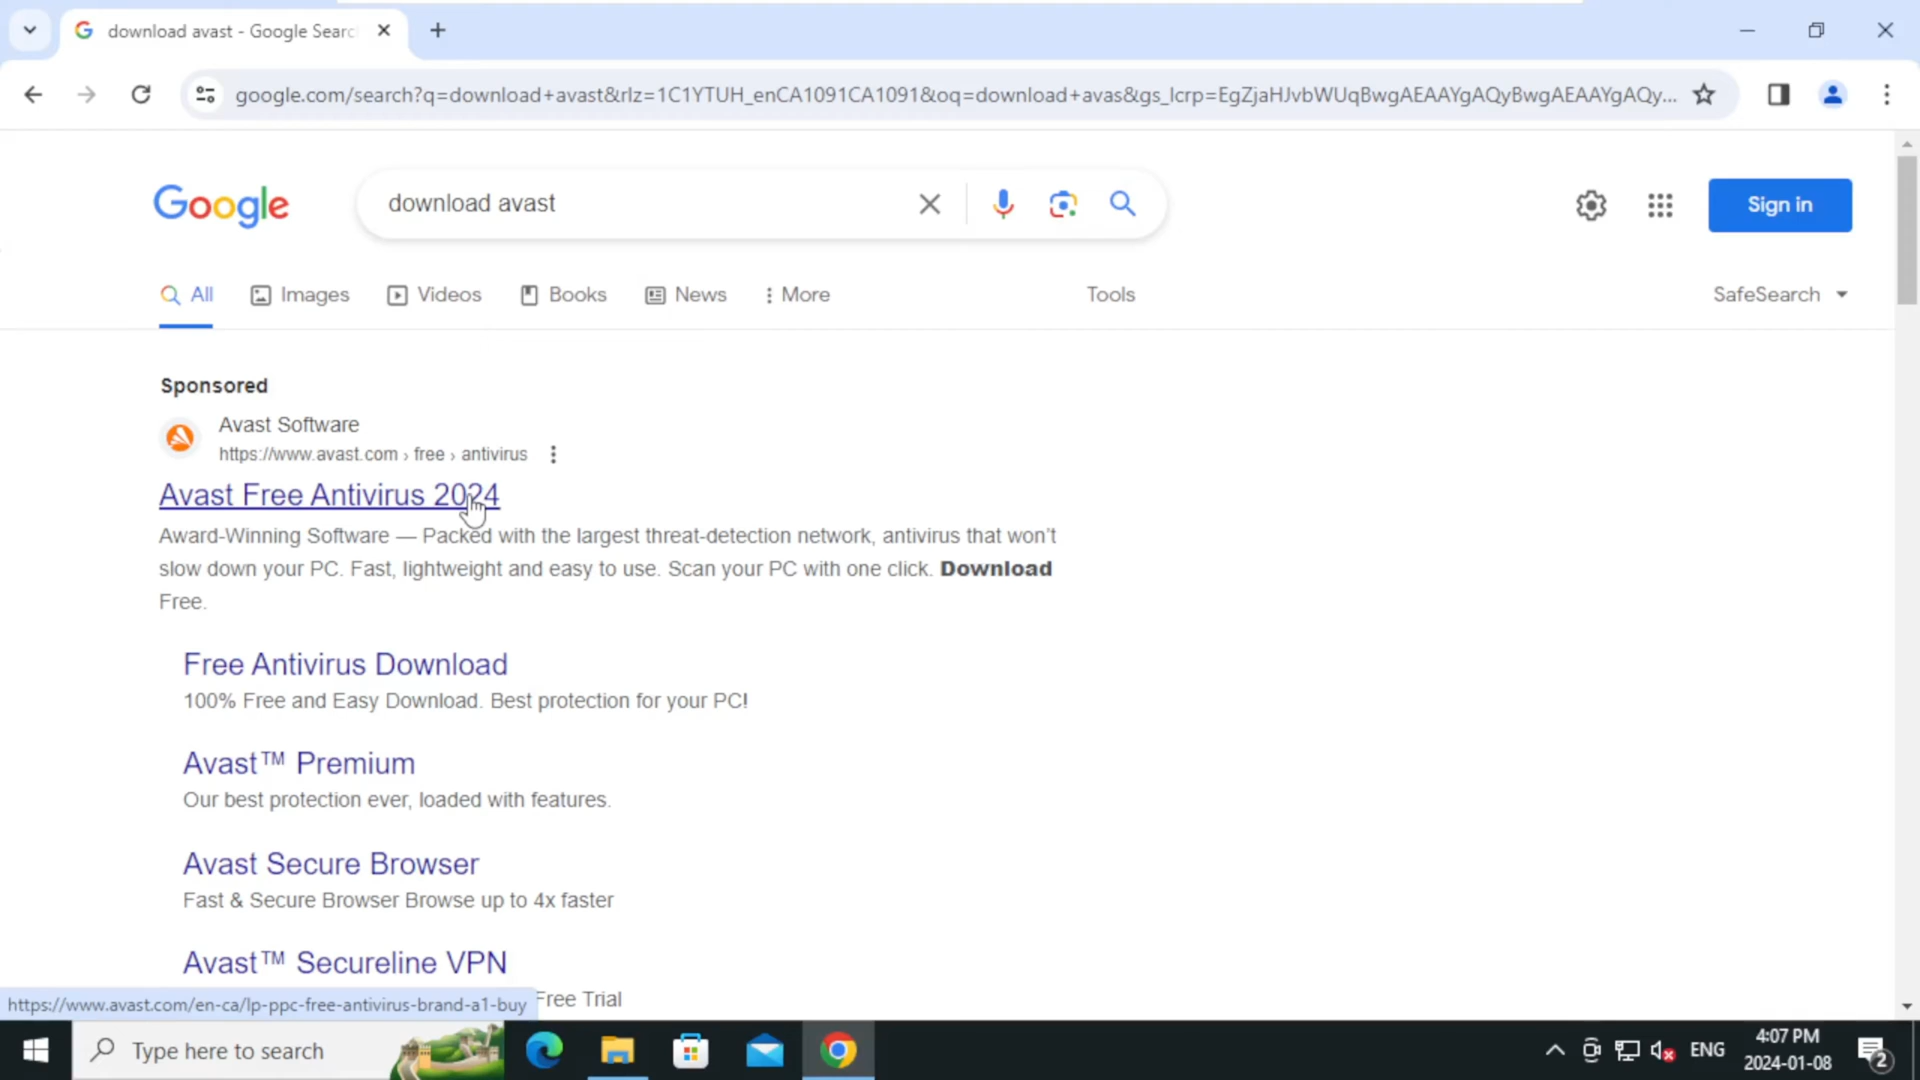 download avast - Google Searc
google.com/search?q=download+avast&rlz=1C1YTUH_enCA1091CA1091&oq=download+avas&gs_lcrp=EgZjaHJvbWUqBwgAEAAYgAQyBwgAEAAYgAQy...
Google
download avast
Sign in
All Images Videos Books News More Tools SafeSearch
Sponsored
Avast Software
https://www.avast.com › free › antivirus
Avast Free Antivirus 2024
Award-Winning Software — Packed with the largest threat-detection network, antivirus that won't
slow down your PC. Fast, lightweight and easy to use. Scan your PC with one click. Download
Free.
Free Antivirus Download
100% Free and Easy Download. Best protection for your PC!
Avast™ Premium
Our best protection ever, loaded with features.
Avast Secure Browser
Fast & Secure Browser Browse up to 4x faster
Avast™ Secureline VPN
Free Trial
https://www.avast.com/en-ca/lp-ppc-free-antivirus-brand-a1-buy
Type here to search
ENG
4:07 PM
2024-01-08
2